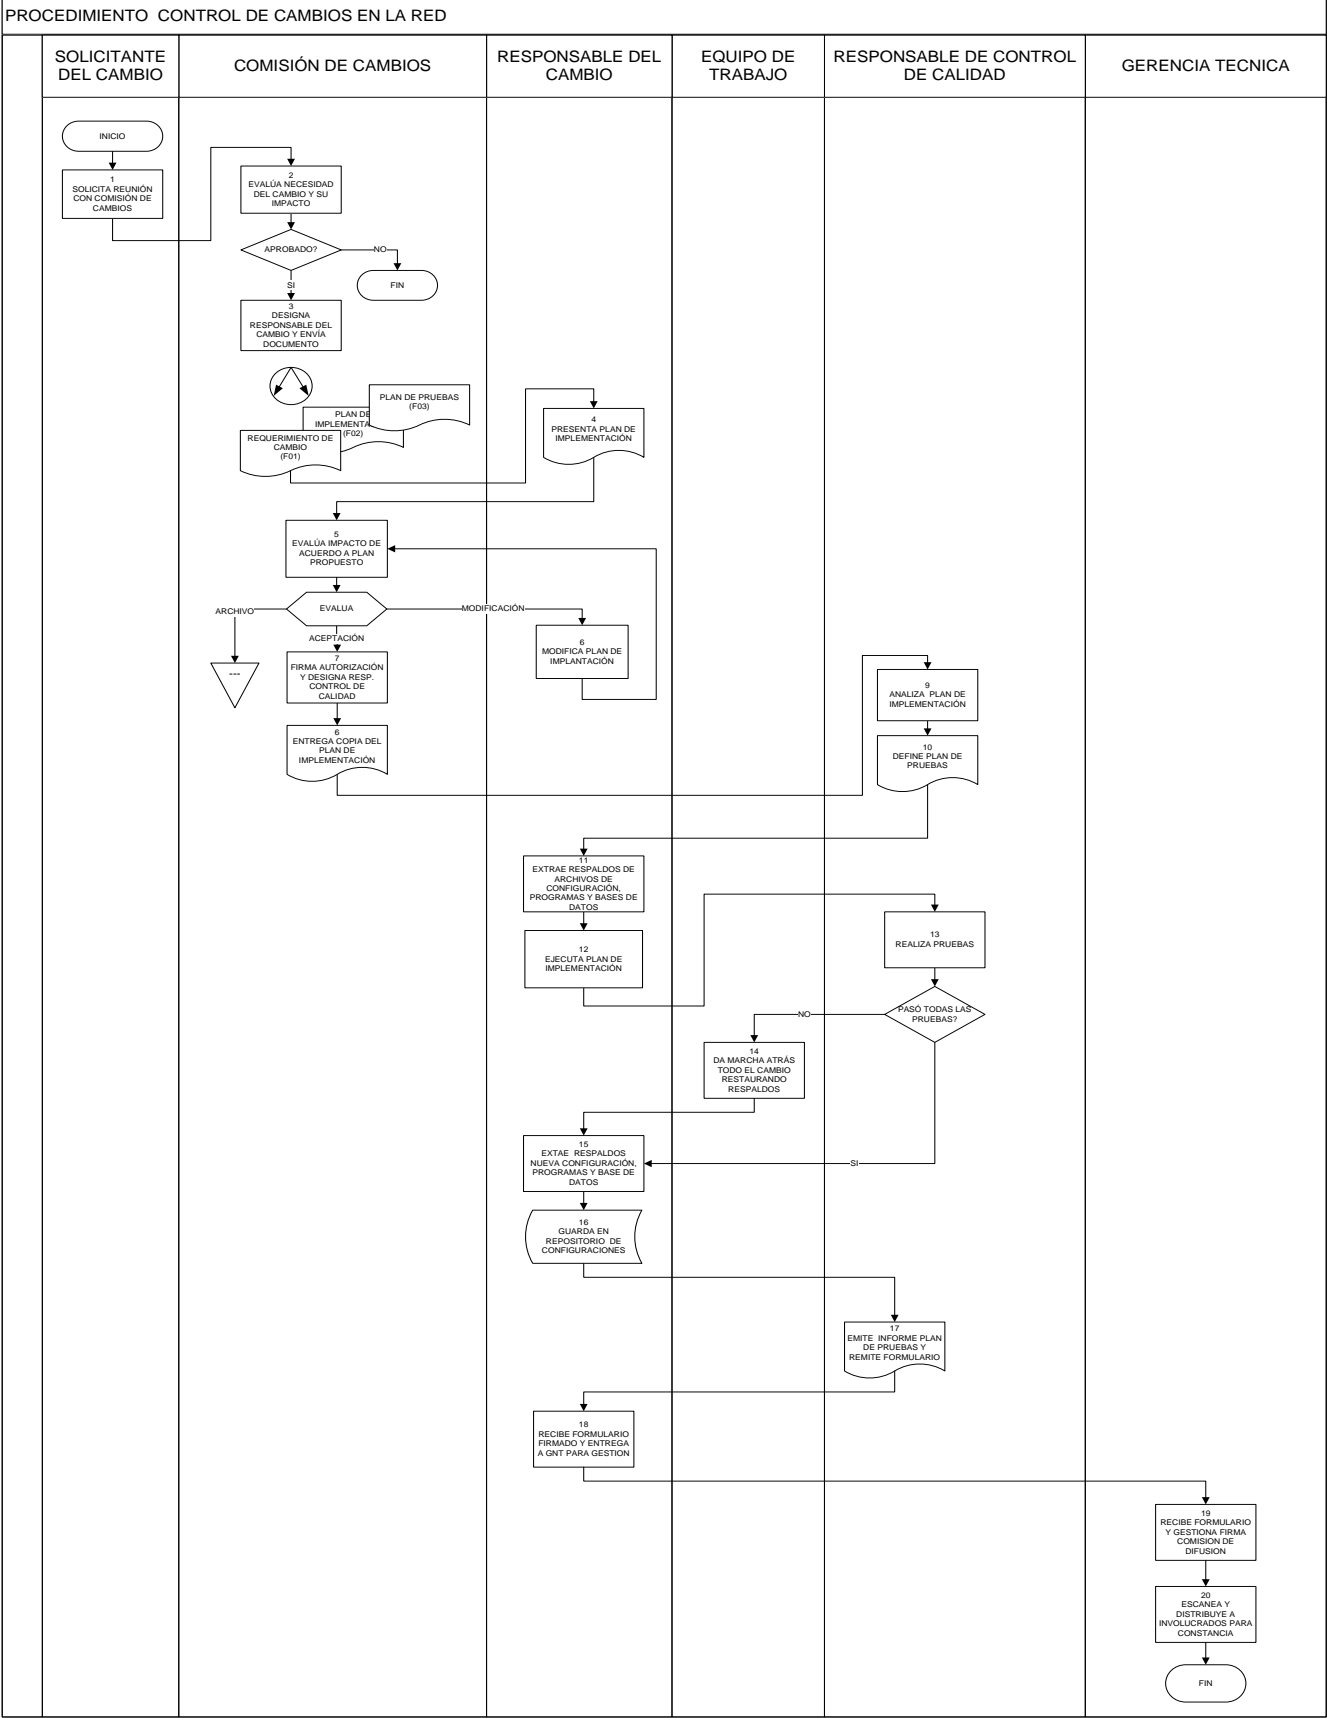 PROCEDIMIENTO CONTROL DE CAMBIOS EN LA RED
SOLICITANTE
DEL CAMBIO
COMISIÓN DE CAMBIOS
RESPONSABLE DEL
CAMBIO
EQUIPO DE
TRABAJO
RESPONSABLE DE CONTROL
DE CALIDAD
GERENCIA TECNICA
INICIO
1
SOLICITA REUNIÓN
CON COMISIÓN DE
CAMBIOS
2
EVALÚA NECESIDAD
DEL CAMBIO Y SU
IMPACTO
APROBADO?
NO
FIN
SI
3
DESIGNA
RESPONSABLE DEL
CAMBIO Y ENVÍA
DOCUMENTO
PLAN DE PRUEBAS
(F03)
PLAN DE
IMPLEMENTA
(F02)
REQUERIMIENTO DE
CAMBIO
(F01)
4
PRESENTA PLAN DE
IMPLEMENTACIÓN
5
EVALÚA IMPACTO DE
ACUERDO A PLAN
PROPUESTO
EVALUA
ARCHIVO
---
MODIFICACIÓN
6
MODIFICA PLAN DE
IMPLANTACIÓN
ACEPTACIÓN
7
FIRMA AUTORIZACIÓN
Y DESIGNA RESP.
CONTROL DE
CALIDAD
6
ENTREGA COPIA DEL
PLAN DE
IMPLEMENTACIÓN
9
ANALIZA PLAN DE
IMPLEMENTACIÓN
10
DEFINE PLAN DE
PRUEBAS
11
EXTRAE RESPALDOS DE
ARCHIVOS DE
CONFIGURACIÓN,
PROGRAMAS Y BASES DE
DATOS
12
EJECUTA PLAN DE
IMPLEMENTACIÓN
13
REALIZA PRUEBAS
PASÓ TODAS LAS
PRUEBAS?
NO
14
DA MARCHA ATRÁS
TODO EL CAMBIO
RESTAURANDO
RESPALDOS
SI
15
EXTAE RESPALDOS
NUEVA CONFIGURACIÓN,
PROGRAMAS Y BASE DE
DATOS
16
GUARDA EN
REPOSITORIO DE
CONFIGURACIONES
17
EMITE INFORME PLAN
DE PRUEBAS Y
REMITE FORMULARIO
18
RECIBE FORMULARIO
FIRMADO Y ENTREGA
A GNT PARA GESTION
19
RECIBE FORMULARIO
Y GESTIONA FIRMA
COMISION DE
DIFUSION
20
ESCANEA Y
DISTRIBUYE A
INVOLUCRADOS PARA
CONSTANCIA
FIN